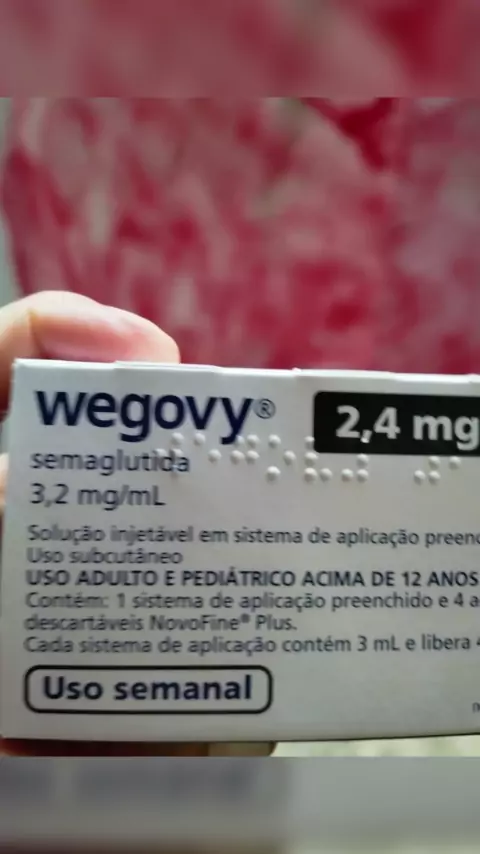 wegovy®
2,4 mg
semaglutida
3,2 mg/mL
Solução injetável em sistema de aplicação
Uso subcutâneo
USO ADULTO E PEDIÁTRICO ACIMA DE 12 ANOS
Contém: 1 sistema de aplicação preenchido e 4
descartáveis NovoFine® Plus.
Cada sistema de aplicação contém 3 mL e libera
Uso semanal